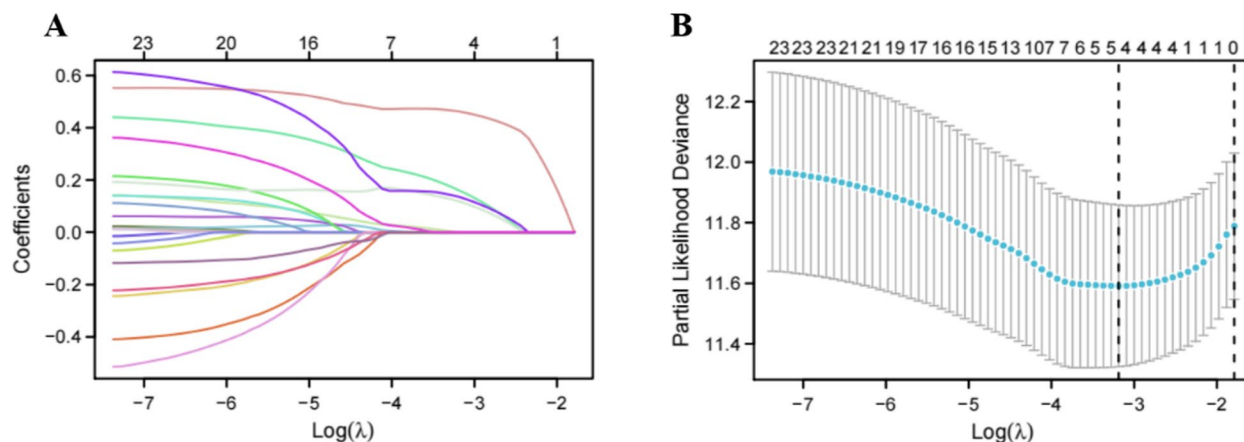 A
23 20 16 7 4 1
0.6
0.4
0.2
0.0
−0.2
−0.4
Coefficients
−7 −6 −5 −4 −3 −2
Log(λ)
B
23 23 23 21 21 19 17 16 16 15 13 10 7 7 6 5 5 4 4 4 4 1 1 1 0
12.2
12.0
11.8
11.6
11.4
Partial Likelihood Deviance
−7 −6 −5 −4 −3 −2
Log(λ)